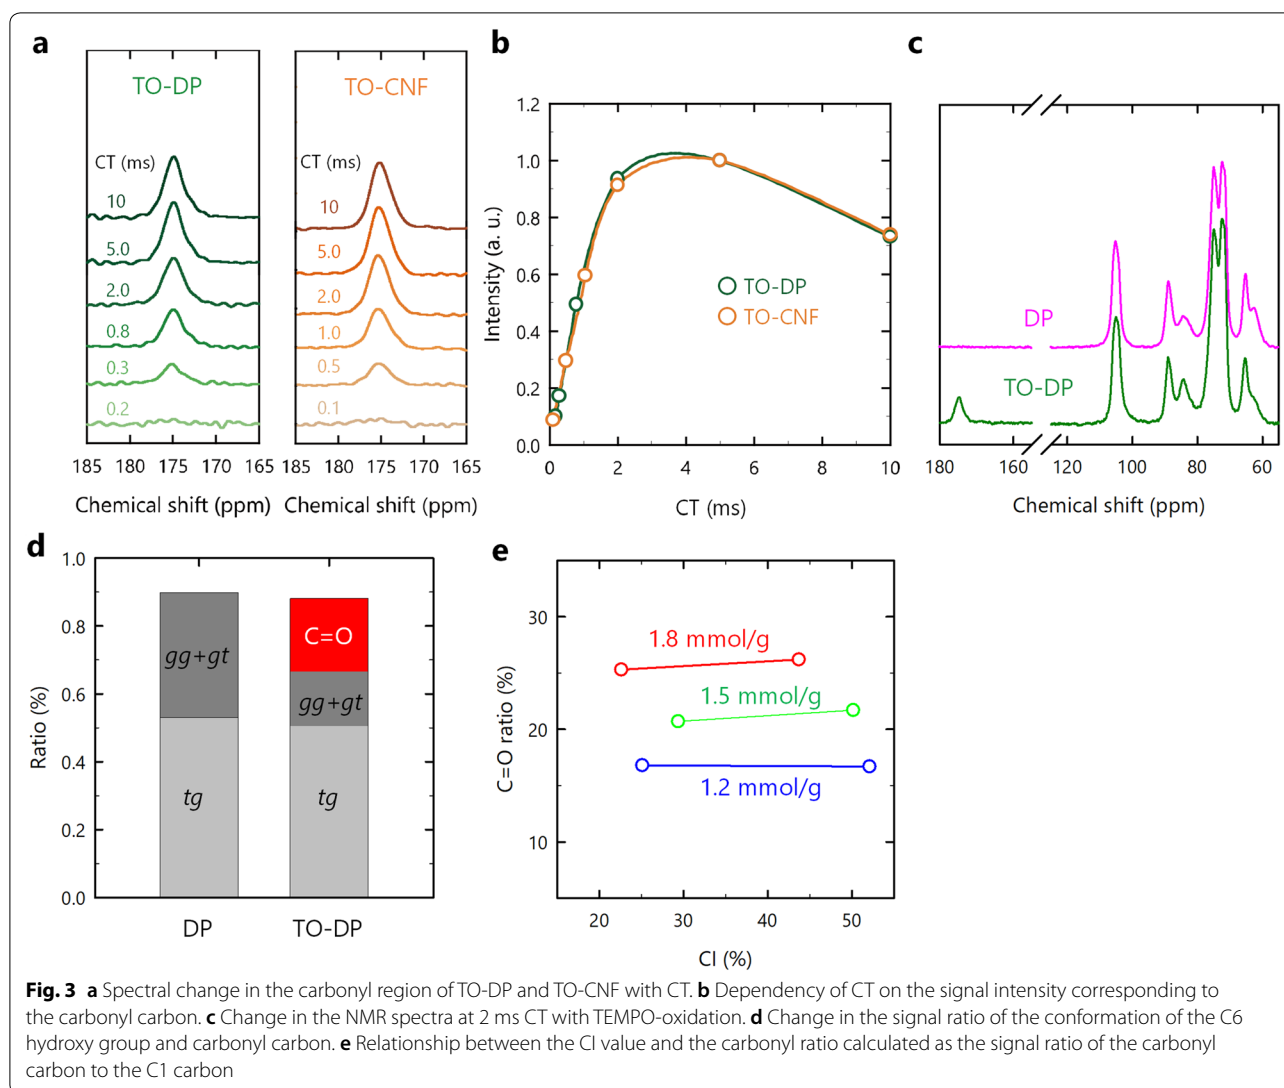 a
TO-DP
TO-CNF
CT (ms)
10
5.0
2.0
0.8
0.3
0.2
CT (ms)
10
5.0
2.0
1.0
0.5
0.1
185 180 175 170 165
185 180 175 170 165
Chemical shift (ppm)
Chemical shift (ppm)
b
Intensity (a. u.)
1.2
1.0
0.8
0.6
0.4
0.2
0.0
TO-DP
TO-CNF
0 2 4 6 8 10
CT (ms)
c
DP
TO-DP
180 160 120 100 80 60
Chemical shift (ppm)
d
Ratio (%)
1.0
0.8
0.6
0.4
0.2
0.0
gg+gt
tg
C=O
gg+gt
tg
DP TO-DP
e
C=O ratio (%)
30
20
10
1.8 mmol/g
1.5 mmol/g
1.2 mmol/g
20 30 40 50
CI (%)
Fig. 3 a Spectral change in the carbonyl region of TO-DP and TO-CNF with CT. b Dependency of CT on the signal intensity corresponding to
the carbonyl carbon. c Change in the NMR spectra at 2 ms CT with TEMPO-oxidation. d Change in the signal ratio of the conformation of the C6
hydroxy group and carbonyl carbon. e Relationship between the CI value and the carbonyl ratio calculated as the signal ratio of the carbonyl
carbon to the C1 carbon